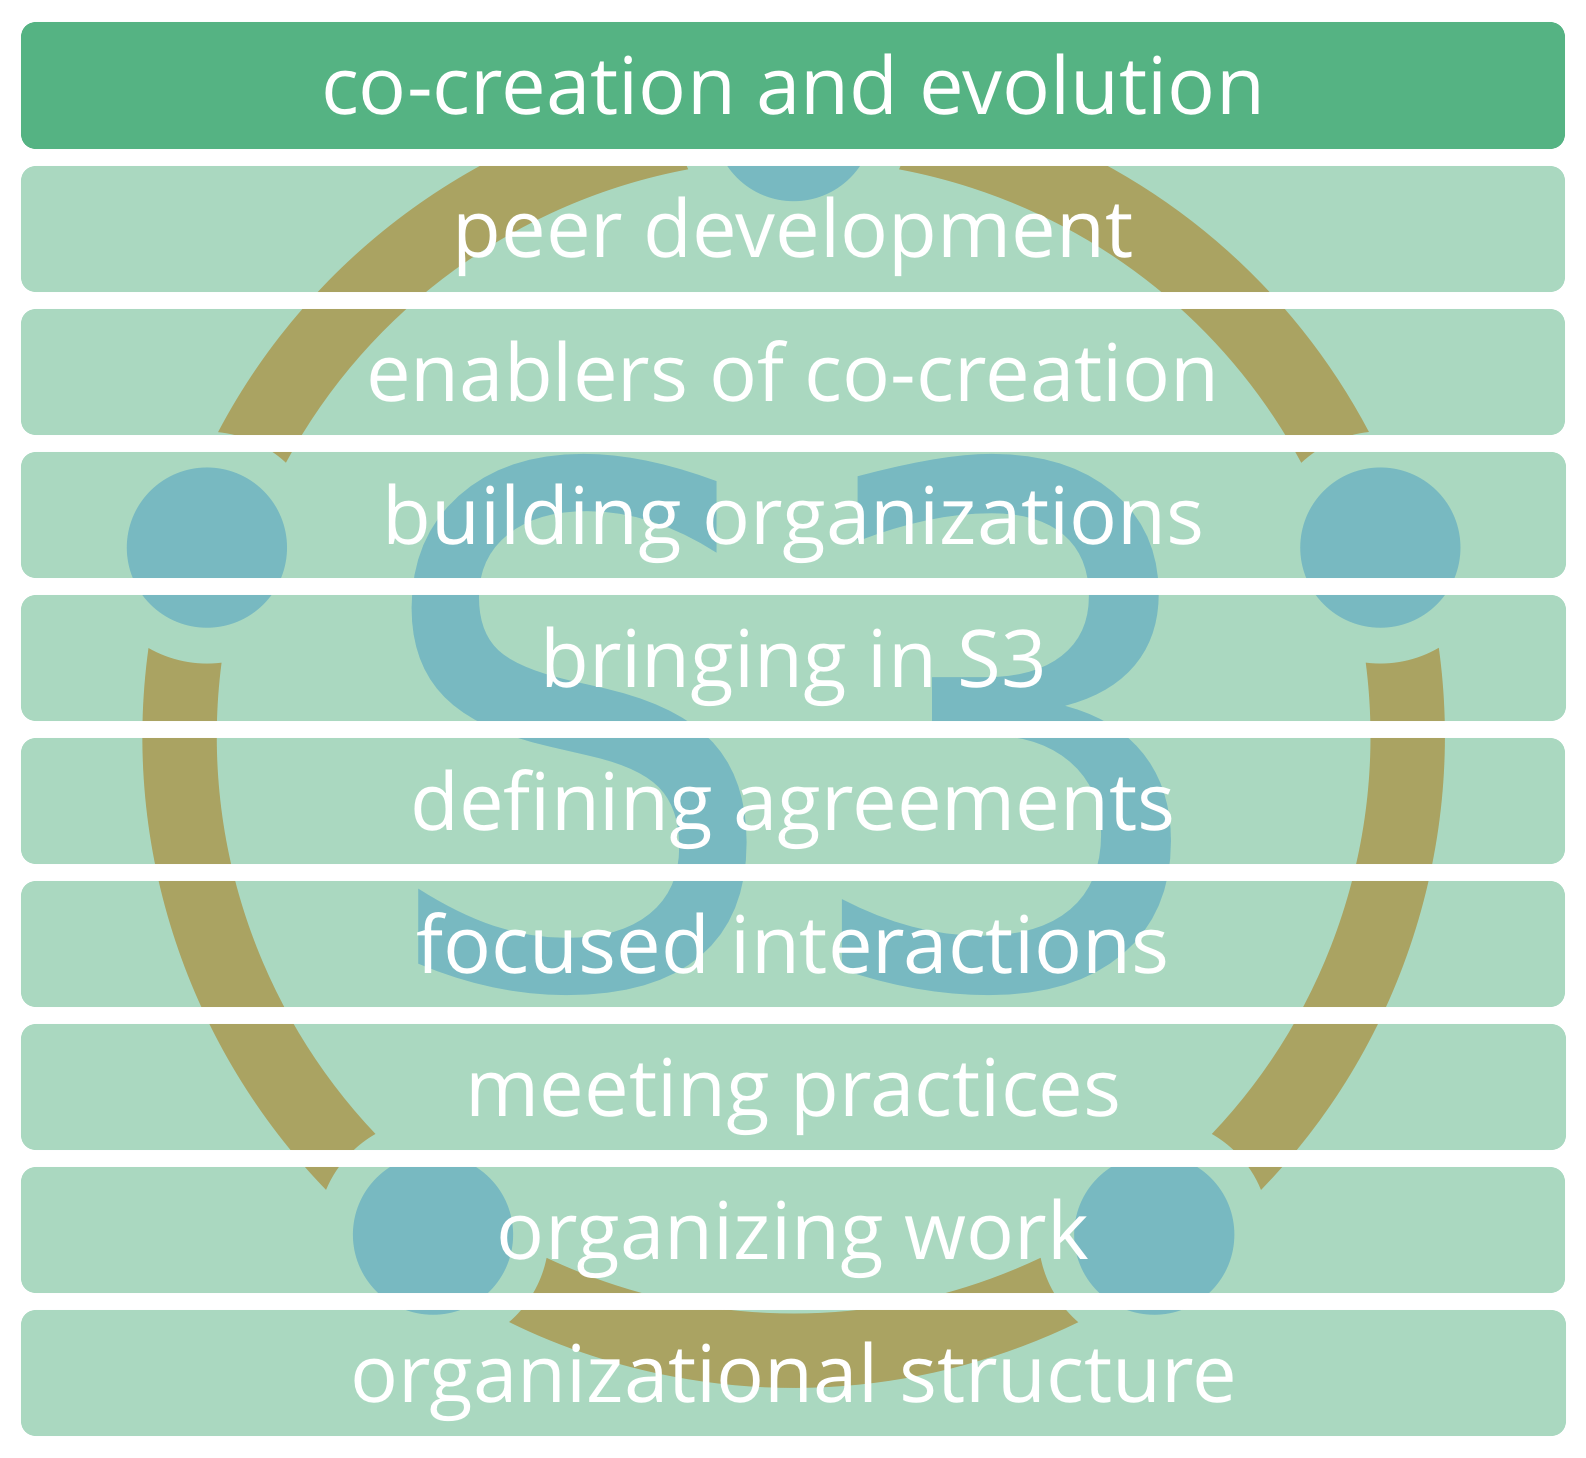 co-creation and evolution
peer development
enablers of co-creation
building organizations
S3
bringing in S3
defining agreements
focused interactions
meeting practices
organizing work
organizational structure